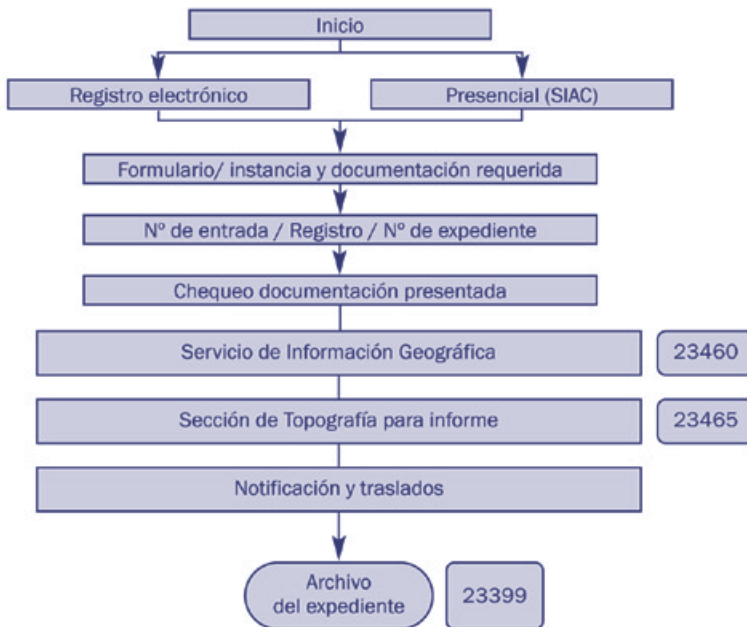 Inicio
Registro electrónico
Presencial (SIAC)
Formulario/ instancia y documentación requerida
Nº de entrada / Registro / Nº de expediente
Chequeo documentación presentada
Servicio de Información Geográfica
23460
Sección de Topografía para informe
23465
Notificación y traslados
Archivo
del expediente
23399